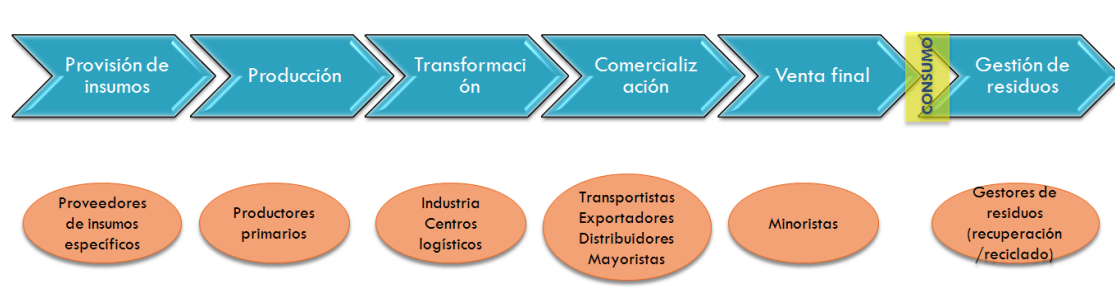 Provisión de
insumos
Producción
Transformaci
ón
Comercializ
ación
Venta final
CONSUMO
Gestión de
residuos
Proveedores
de insumos
específicos
Productores
primarios
Industria
Centros
logísticos
Transportistas
Exportadores
Distribuidores
Mayoristas
Minoristas
Gestores de
residuos
(recuperación
/reciclado)